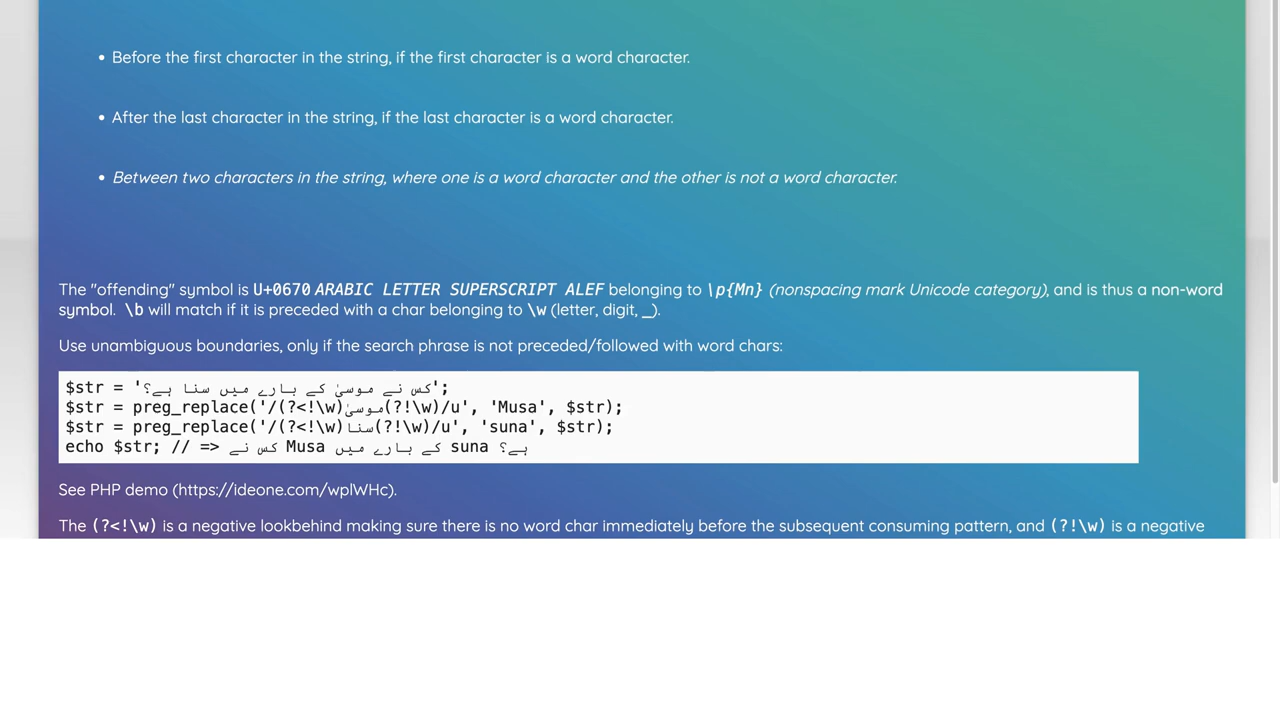 • Before the first character in the string, if the first character is a word character.
• After the last character in the string, if the last character is a word character.
• Between two characters in the string, where one is a word character and the other is not a word character.
The "offending" symbol is U+0670 ARABIC LETTER SUPERSCRIPT ALEF belonging to \p{Mn} (nonspacing mark Unicode category), and is thus a non-word
symbol. \b will match if it is preceded with a char belonging to \w (letter, digit, _).
Use unambiguous boundaries, only if the search phrase is not preceded/followed with word chars:
$str = 'کس نے موسیٰ کے بارے میں سنا ہے؟';
$str = preg_replace('/(?<!\w)موسیٰ(?!\w)/u', 'Musa', $str);
$str = preg_replace('/(?<!\w)سنا(?!\w)/u', 'suna', $str);
echo $str; // => کس نے Musa کے بارے میں suna ہے؟
See PHP demo (https://ideone.com/wplWHc).
The (?<!\w) is a negative lookbehind making sure there is no word char immediately before the subsequent consuming pattern, and (?!\w) is a negative